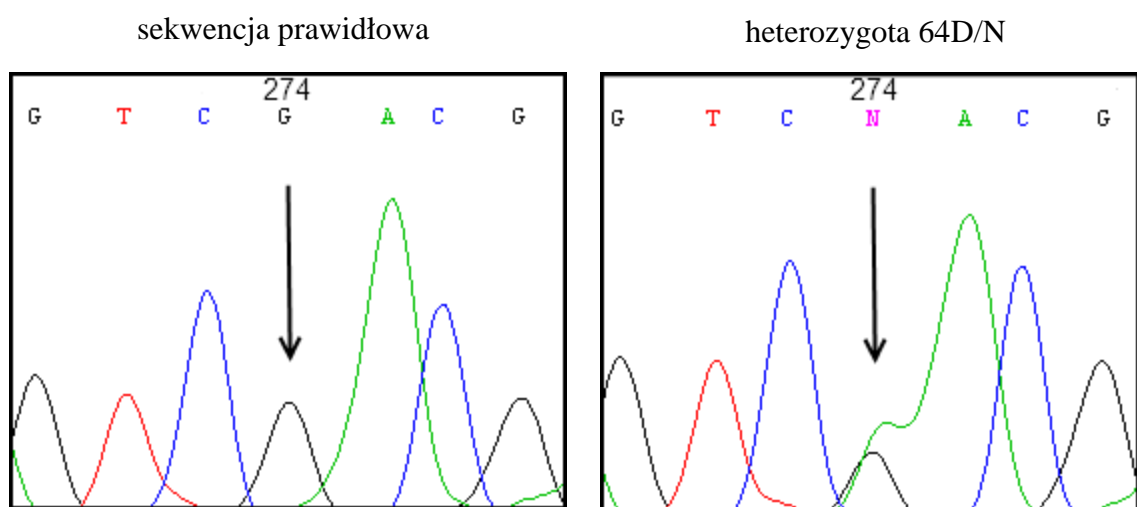 sekwencja prawidłowa
274
G T C G A C G
heterozygota 64D/N
274
G T C N A C G